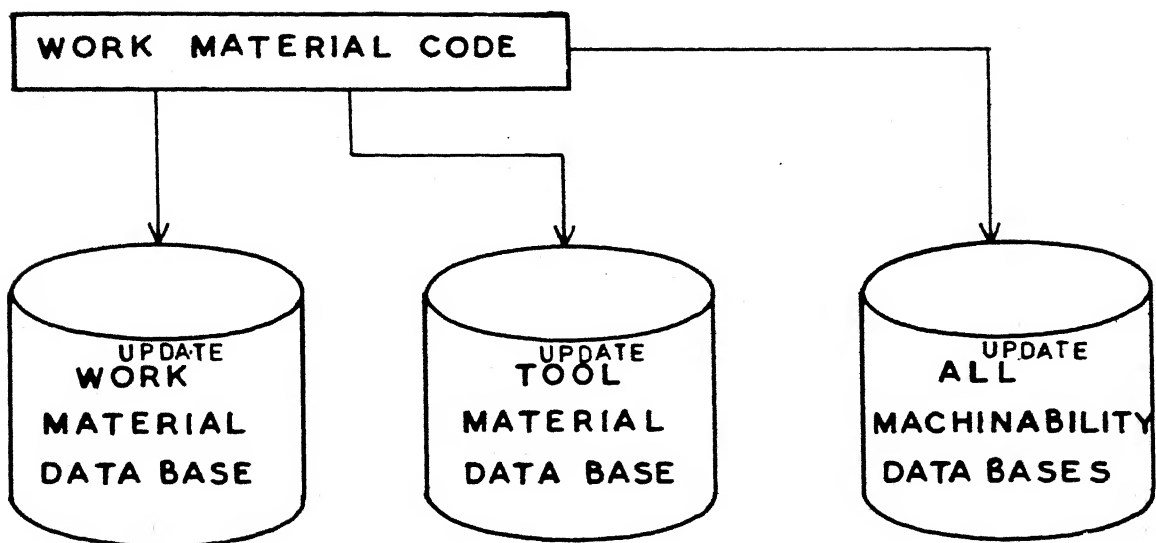 WORK MATERIAL CODE
UPDATE
WORK
MATERIAL
DATA BASE
UPDATE
TOOL
MATERIAL
DATA BASE
UPDATE
ALL
MACHINABILITY
DATA BASES